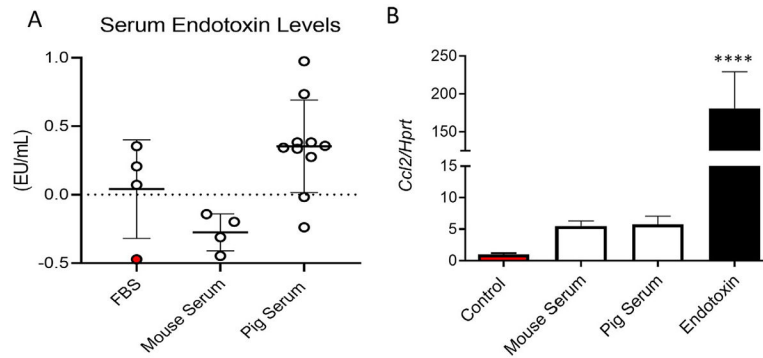 A
Serum Endotoxin Levels
(EU/mL)
1.0
0.5
0.0
-0.5
FBS
Mouse Serum
Pig Serum
B
Ccl2/Hprt
250
200
150
15
10
5
0
****
Control
Mouse Serum
Pig Serum
Endotoxin